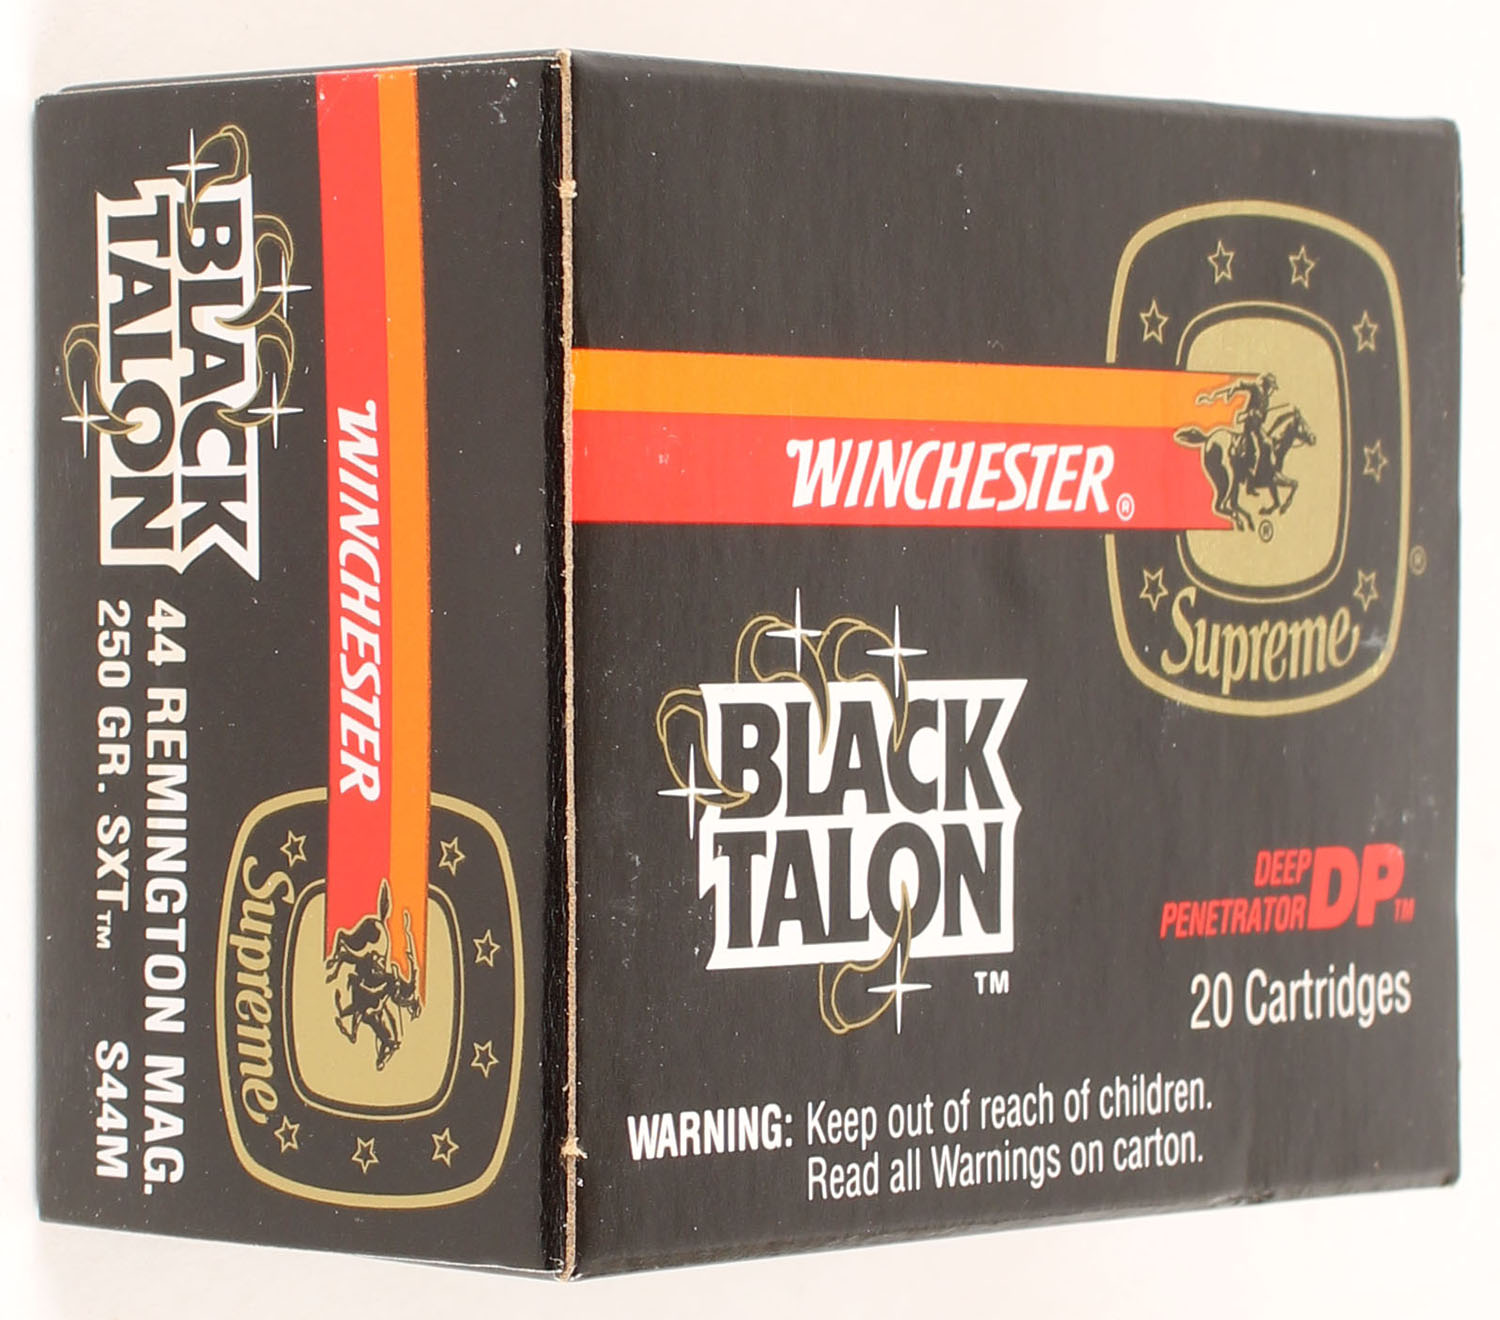 BLACK
TALON
44 REMINGTON MAG.
250 GR. SXT™ S44M
WINCHESTER
Supreme
WINCHESTER®
®
Supreme
®
BLACK
TALON
™
DEEP
PENETRATOR DP™
20 Cartridges
WARNING: Keep out of reach of children.
Read all Warnings on carton.